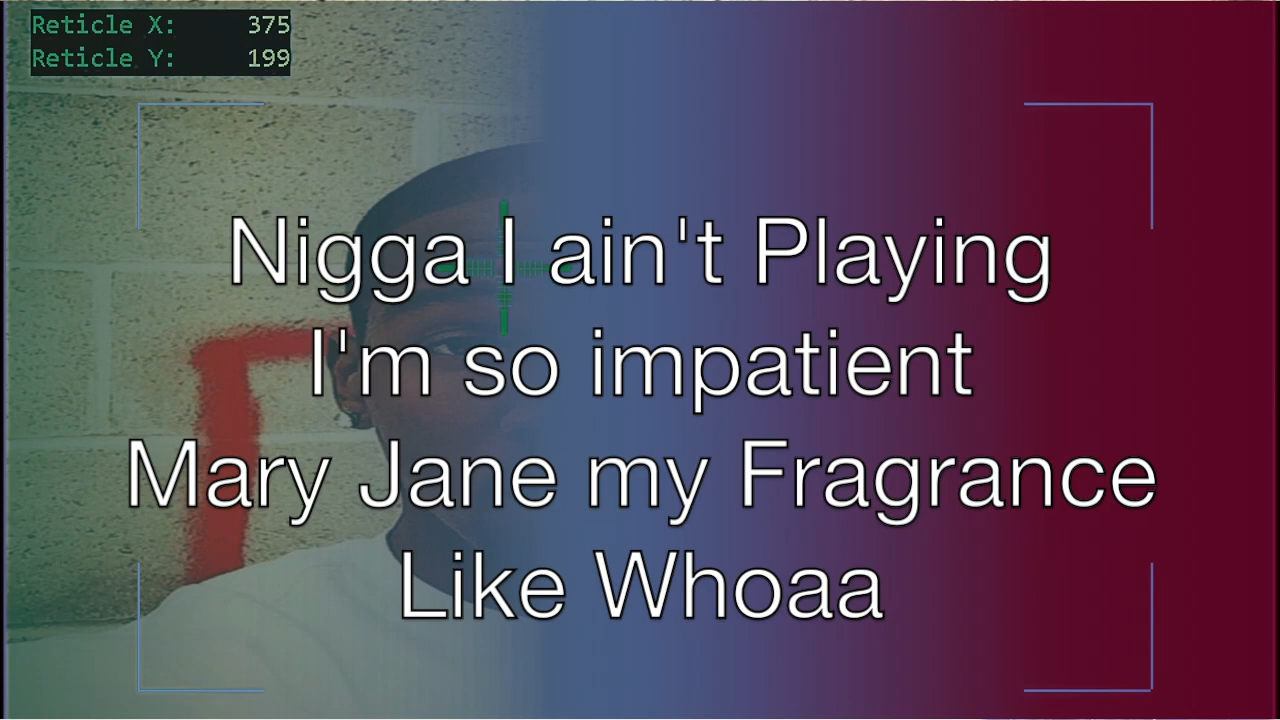 Reticle X: 375
Reticle Y: 199
Nigga I ain't Playing
I'm so impatient
Mary Jane my Fragrance
Like Whoaa